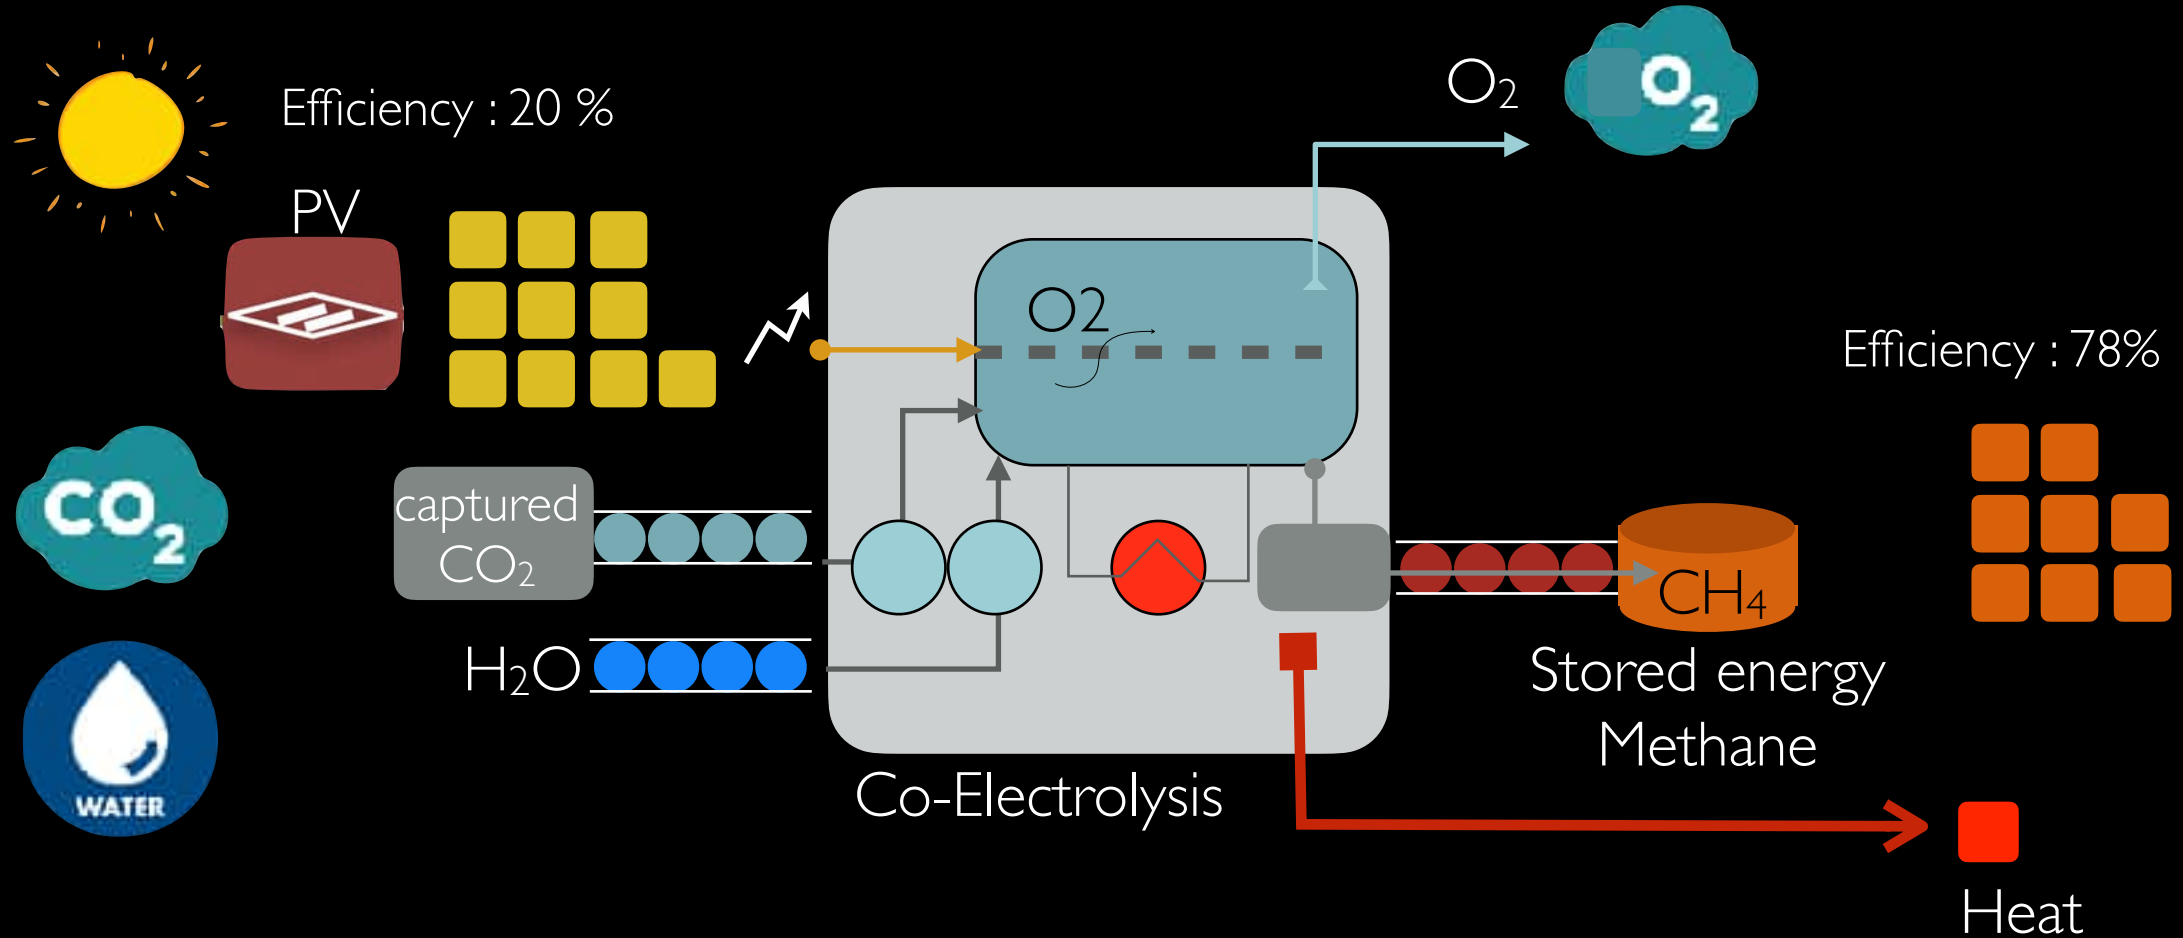 Efficiency : 20 %
PV
O₂
O₂
O2
Efficiency : 78%
CO₂
captured
CO₂
H₂O
WATER
CH₄
Stored energy
Methane
Co-Electrolysis
Heat